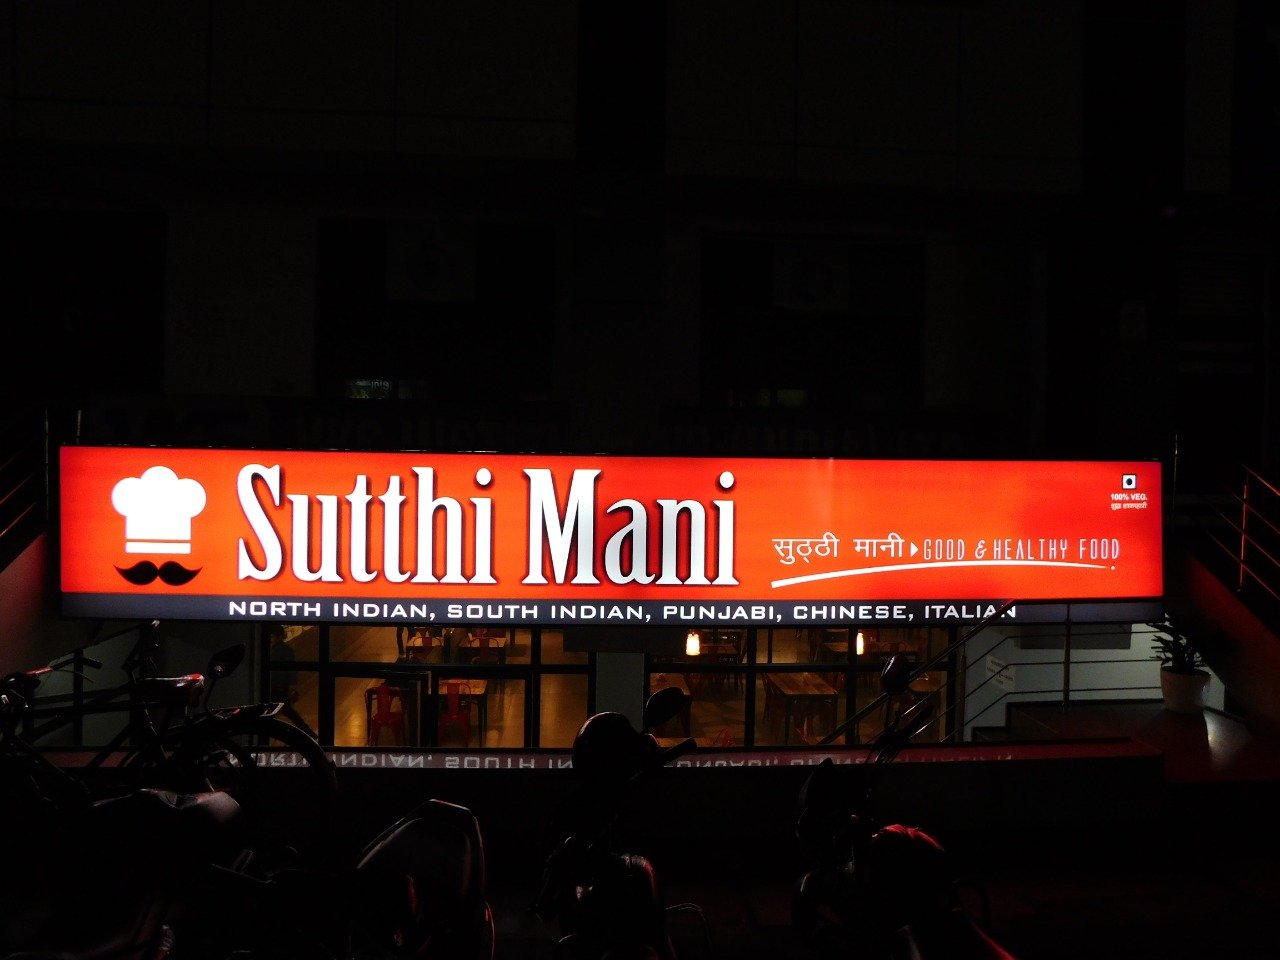 Sutthi Mani
सुठ्ठी मानी GOOD & HEALTHY FOOD
100% VEG.
शुद्ध शाकाहारी
NORTH INDIAN, SOUTH INDIAN, PUNJABI, CHINESE, ITALIAN